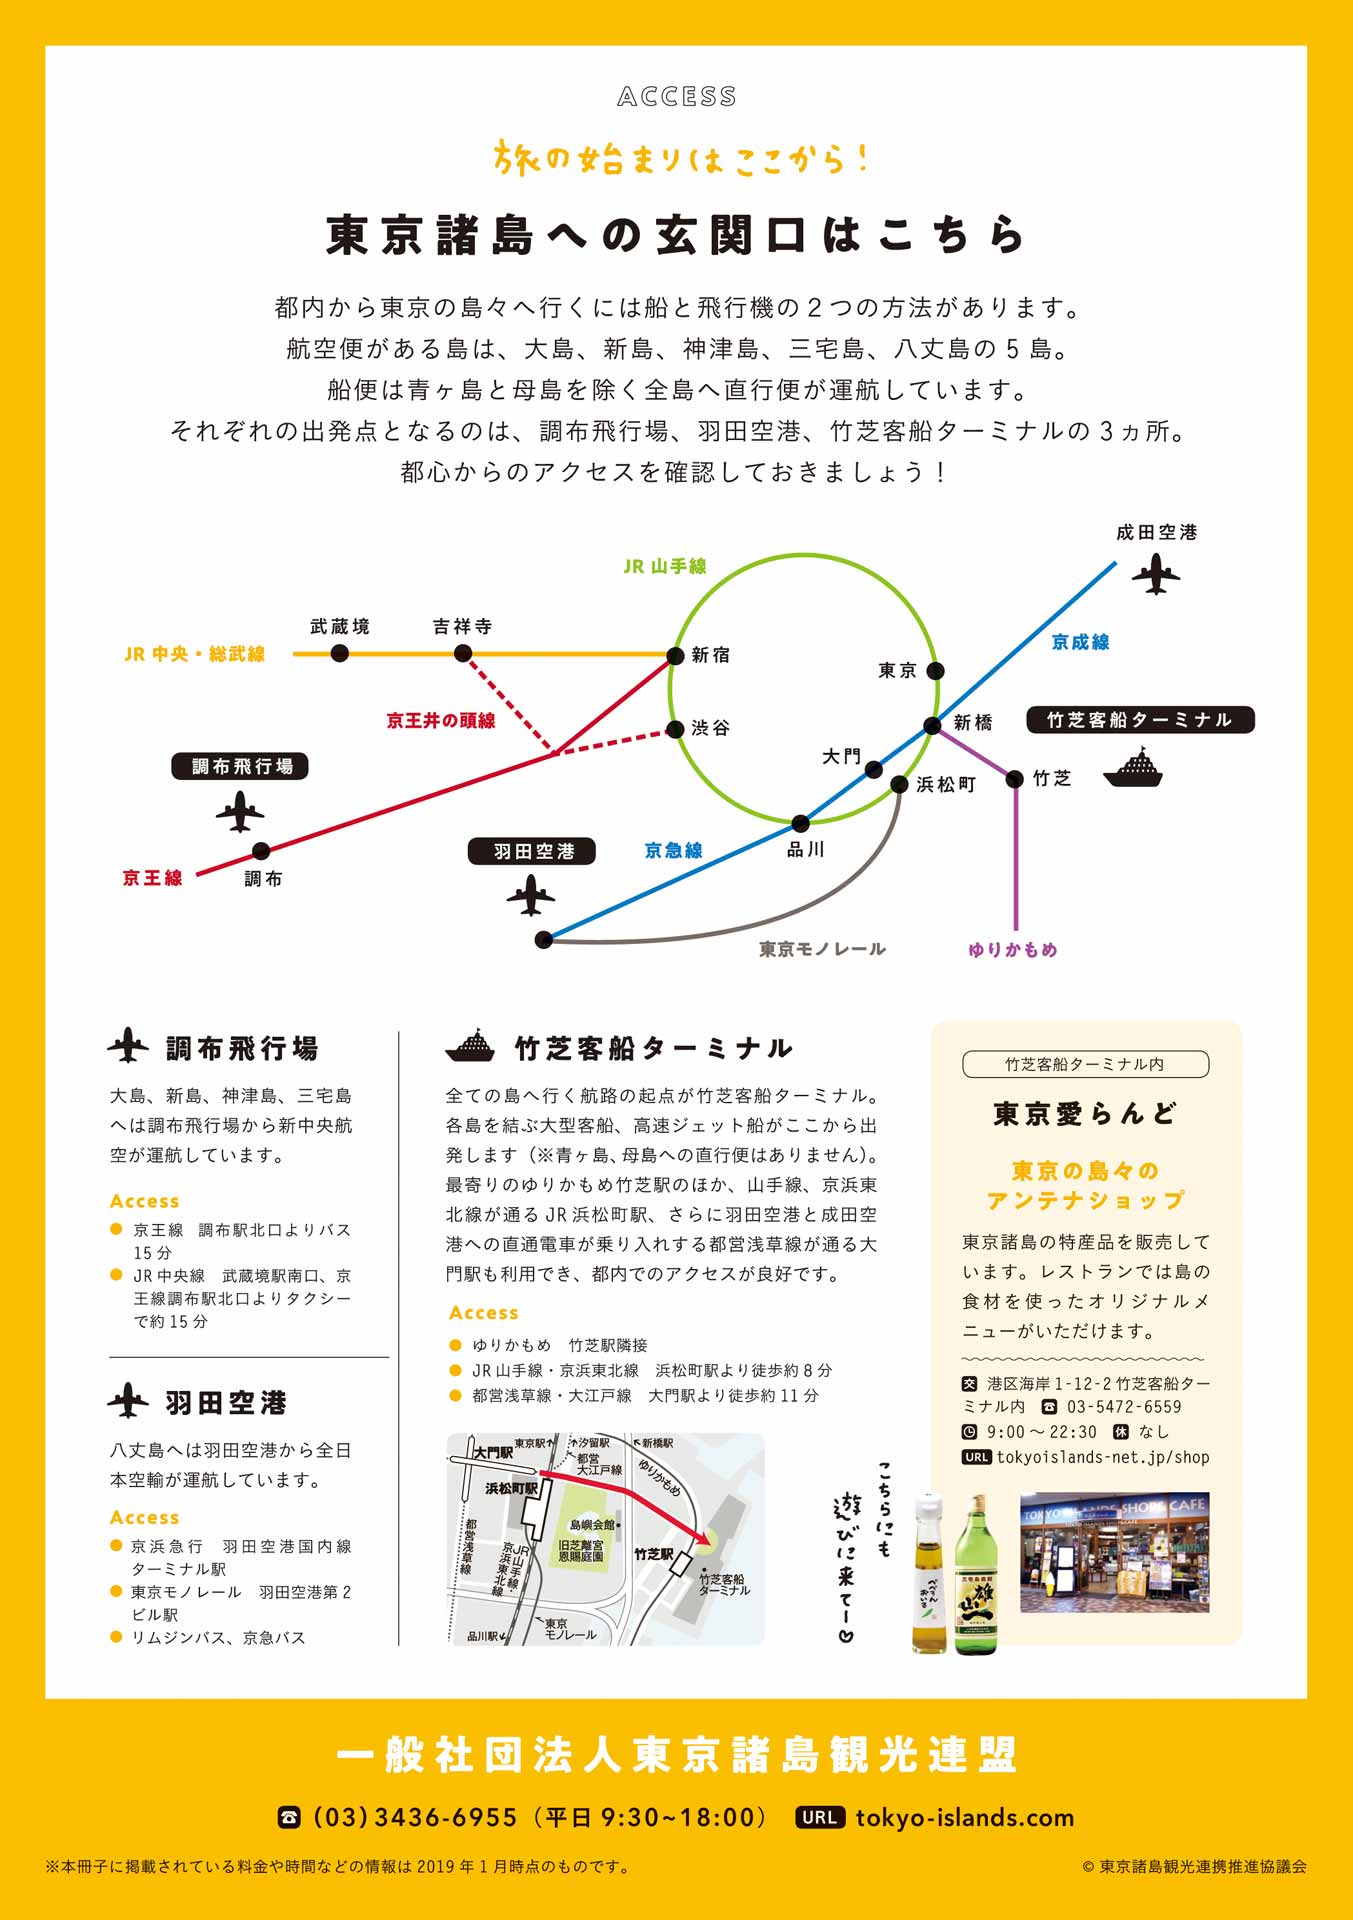 ACCESS
旅の始まりはここから！
東京諸島への玄関口はこちら
都内から東京の島々へ行くには船と飛行機の２つの方法があります。
航空便がある島は、大島、新島、神津島、三宅島、八丈島の５島。
船便は青ヶ島と母島を除く全島へ直行便が運航しています。
それぞれの出発点となるのは、調布飛行場、羽田空港、竹芝客船ターミナルの３ヵ所。
都心からのアクセスを確認しておきましょう！
成田空港
JR 山手線
武蔵境
吉祥寺
JR 中央・総武線
新宿
京成線
東京
京王井の頭線
渋谷
新橋
竹芝客船ターミナル
調布飛行場
大門
浜松町
竹芝
羽田空港
京急線
品川
京王線
調布
東京モノレール
ゆりかもめ
調布飛行場
大島、新島、神津島、三宅島
へは調布飛行場から新中央航
空が運航しています。
Access
● 京王線　調布駅北口よりバス
15 分
● JR 中央線　武蔵境駅南口、京
王線調布駅北口よりタクシー
で約 15 分
羽田空港
八丈島へは羽田空港から全日
本空輸が運航しています。
Access
● 京浜急行　羽田空港国内線
ターミナル駅
● 東京モノレール　羽田空港第２
ビル駅
● リムジンバス、京急バス
竹芝客船ターミナル
全ての島へ行く航路の起点が竹芝客船ターミナル。
各島を結ぶ大型客船、高速ジェット船がここから出
発します（※青ヶ島、母島への直行便はありません）。
最寄りのゆりかもめ竹芝駅のほか、山手線、京浜東
北線が通る JR 浜松町駅、さらに羽田空港と成田空
港への直通電車が乗り入れする都営浅草線が通る大
門駅も利用でき、都内でのアクセスが良好です。
Access
● ゆりかもめ　竹芝駅隣接
● JR 山手線・京浜東北線　浜松町駅より徒歩約 8 分
● 都営浅草線・大江戸線　大門駅より徒歩約 11 分
東京駅↑
↑汐留駅
↖新橋駅
大門駅
都営
大江戸線
ゆりかもめ
浜松町駅
島嶼会館
都営浅草線
旧芝離宮
恩賜庭園
JR山手線・
京浜東北線
竹芝駅
竹芝客船
ターミナル
東京
モノレール
品川駅↙
竹芝客船ターミナル内
東京愛らんど
東京の島々の
アンテナショップ
東京諸島の特産品を販売して
います。レストランでは島の
食材を使ったオリジナルメ
ニューがいただけます。
交 港区海岸 1-12-2 竹芝客船ター
ミナル内 ☎ 03-5472-6559
9:00 ～ 22:30 休 なし
URL tokyoislands-net.jp/shop
こちらにも
遊びに来てー♡
TOKYO ISLANDS SHOP& CAFE
雄山一
一般社団法人東京諸島観光連盟
☎ (03)3436-6955（平日 9:30~18:00） URL tokyo-islands.com
※本冊子に掲載されている料金や時間などの情報は 2019 年 1 月時点のものです。
© 東京諸島観光連携推進協議会